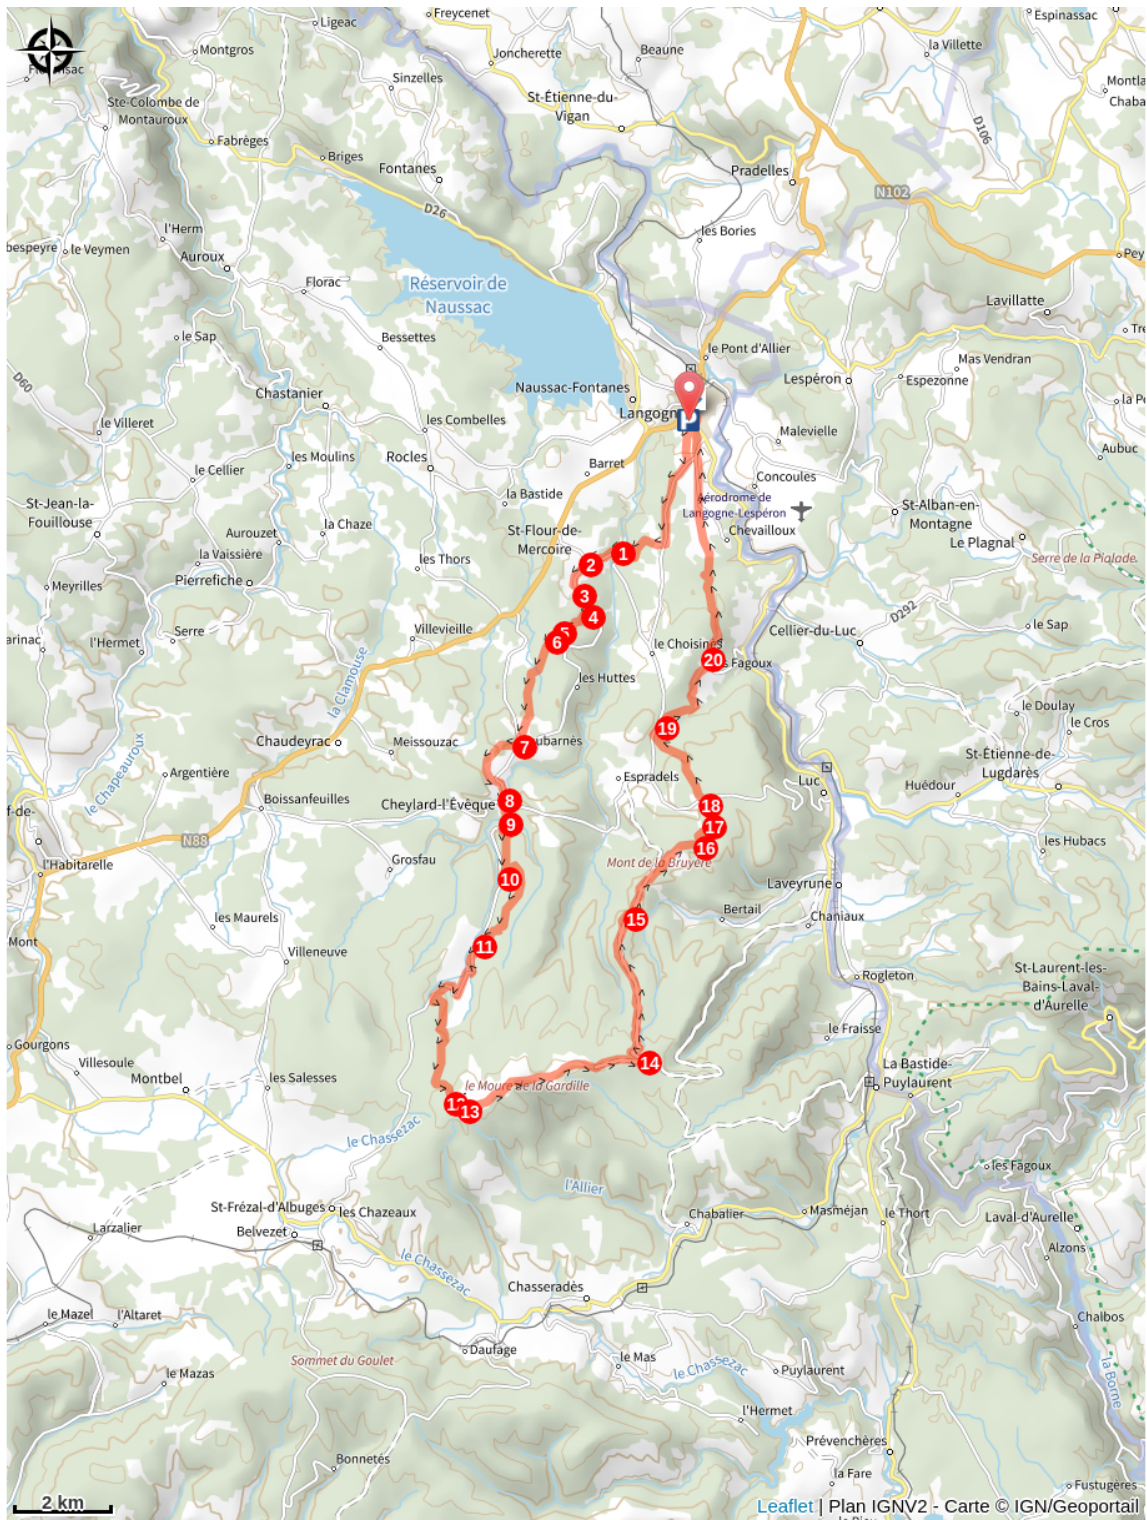 Ligeac
Freycenet
Espinassac
Montgros
Joncherette
Beaune
la Villette
Sinzelles
Ste-Colombe de
Montauroux
St-Étienne-du-
Vigan
D106
Fabrèges
Briges
Fontanes
Pradelles
N102
D26
l'Herm
les Bories
le Veymen
Auroux
Florac
Réservoir de
Naussac
Lavillatte
le Sap
Bessettes
le Pont d'Allier
Mas Vendran
D60
Chastanier
Naussac-Fontanes
Lespéron
Espezonne
Langogn
P
le Villeret
les Combelles
Malevielle
Aubuc
le Cellier
les Moulins
Rocles
Barret
Concoules
St-Jean-la-
Fouillouse
la Bastide
Aérodrome de
Langogne-Lespéron
St-Alban-en-
Montagne
la Chaze
St-Flour-de-
Mercoire
Chevailloux
Aurouzet
Le Plagnal
la Vaissière
les Thors
1
2
Serre de la Pialade
Meyrilles
Pierrefiche
3
4
D292
Serre
Villevieille
5
6
Cellier-du-Luc
le Sap
l'Hermet
le Choisinès
20
Fagoux
la Clamouse
les Huttes
le Doulay
le Cros
19
Chaudeyrac
Meissouzac
7
ubarnès
St-Étienne-de-
Lugdarès
le Chapeauroux
Argentière
Espradels
Luc
Huédour
Boissanfeuilles
Cheylard-l'Évêque
8
18
9
17
N88
les Hubacs
16
l'Habitarelle
Grosfau
Mont de la Bruyère
10
Laveyrune
les Maurels
15
Bertail
Chaniaux
Mont
Villeneuve
11
Rogleton
St-Laurent-les-
Bains-Laval-
d'Aurelle
le Fraisse
Gourgons
Villesoule
14
La Bastide-
Puylaurent
Montbel
les Salesses
le Moure de la Gardille
12
13
le Chassezac
les Fagoux
l'Allier
St-Frézal-d'Albuges
les Chazeaux
Masméjan
le Thort
Laval-d'Aurelle
Larzalier
Belvezet
Chabalier
Alzons
le Chassezac
Chasseradès
le Mazel
l'Altaret
Chalbos
Daufage
Sommet du Goulet
le Mas
le Chassezac
Puylaurent
la Borne
le Mazas
l'Hermet
Prévenchères
Bonnetés
la Fare
Fustugères
2 km
Leaflet | Plan IGNV2 - Carte © IGN/Geoportail